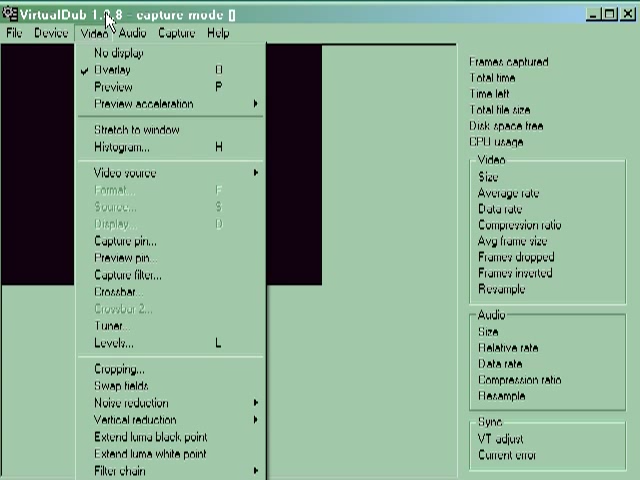 VirtualDub 1.9.8 - capture mode []
File Device Video Audio Capture Help
No display
Overlay O
Preview P
Preview acceleration
Stretch to window
Histogram... H
Video source
Format... F
Source... S
Display... D
Capture pin...
Preview pin...
Capture filter...
Crossbar...
Crossbar 2...
Tuner...
Levels... L
Cropping...
Swap fields
Noise reduction
Vertical reduction
Extend luma black point
Extend luma white point
Filter chain
Frames captured
Total time
Time left
Total file size
Disk space free
CPU usage
Video
Size
Average rate
Data rate
Compression ratio
Avg frame size
Frames dropped
Frames inserted
Resample
Audio
Size
Relative rate
Data rate
Compression ratio
Resample
Sync
VT adjust
Current error